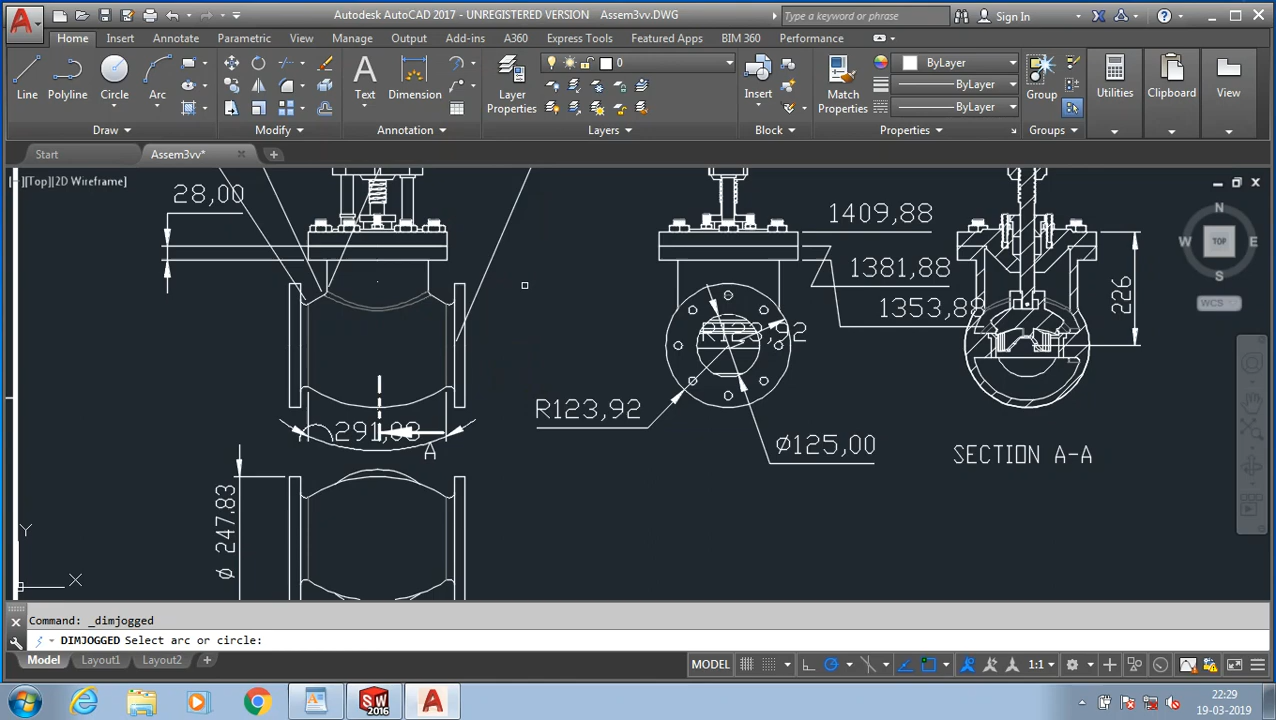 Autodesk AutoCAD 2017 - UNREGISTERED VERSION Assem3vv.DWG
Type a keyword or phrase
Sign In
Home Insert Annotate Parametric View Manage Output Add-ins A360 Express Tools Featured Apps BIM 360 Performance
Line Polyline Circle Arc
Draw
Modify
Text Dimension
Annotation
Layer Properties
0
Layers
Insert
Block
Match Properties
ByLayer
ByLayer
ByLayer
Properties
Group
Groups
Utilities
Clipboard
View
Start
Assem3vv*
[-][Top][2D Wireframe]
28,00
1409,88
1381,88
1353,88
226
R123,92
R123,92
Ø125,00
A
SECTION A-A
ø 247.83
N
W TOP E
S
WCS
Y
X
Command: _dimjogged
DIMJOGGED Select arc or circle:
Model Layout1 Layout2
MODEL
1:1
SW
2016
22:29
19-03-2019